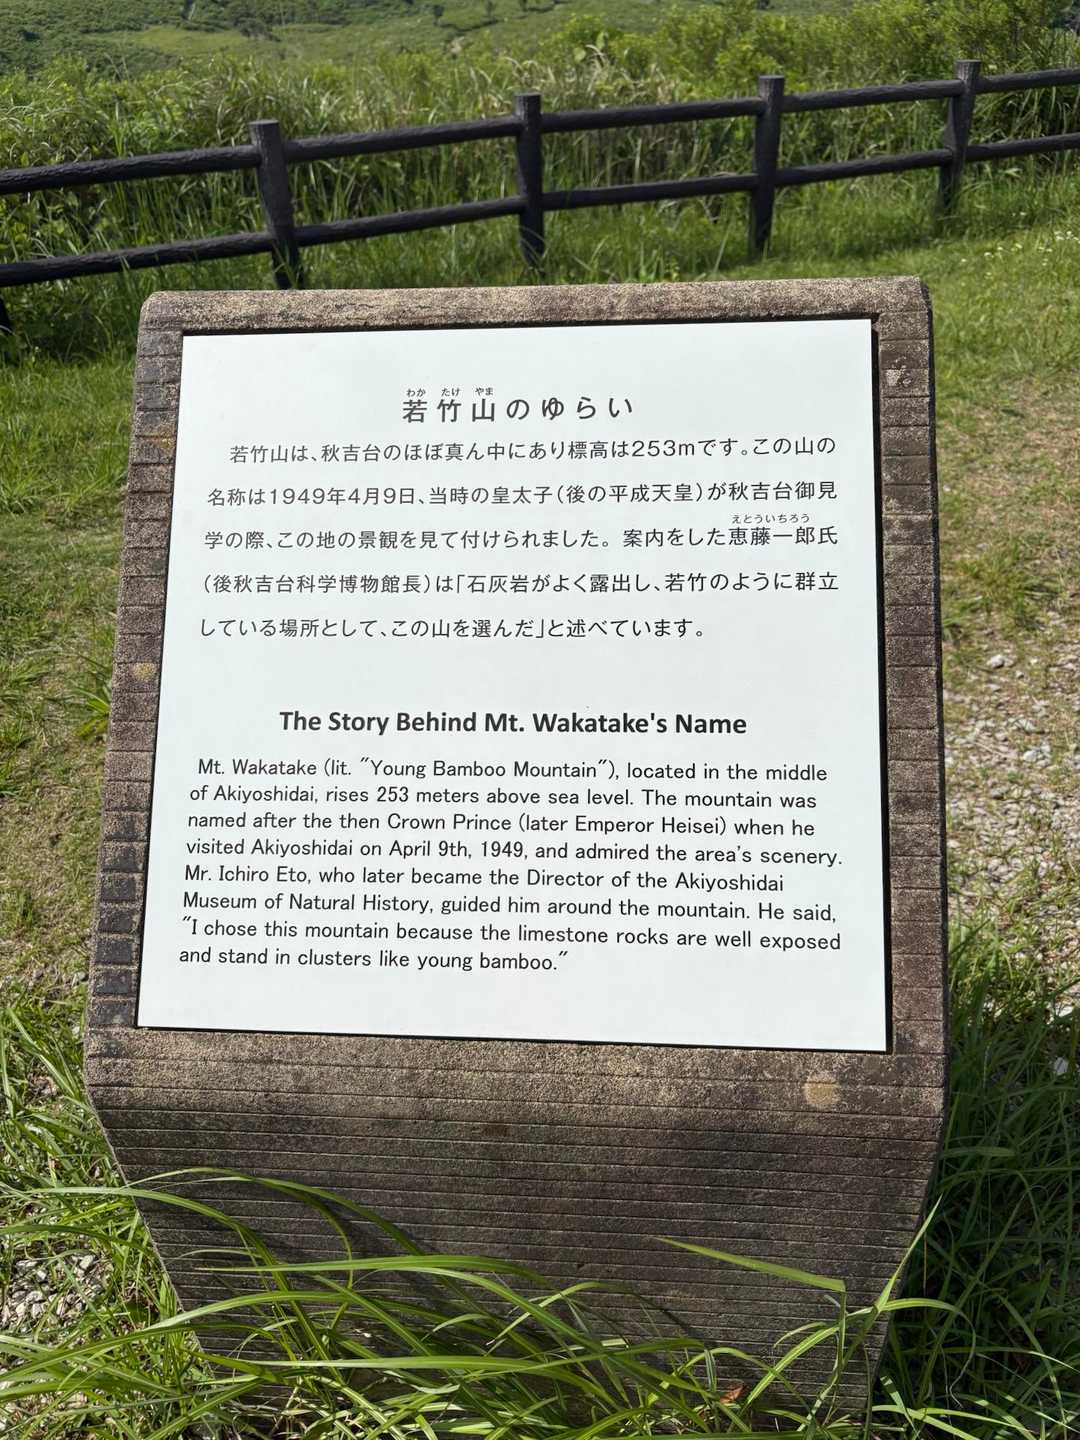 わか たけ やま
若竹山のゆらい
若竹山は、秋吉台のほぼ真ん中にあり標高は253mです。この山の
名称は1949年4月9日、当時の皇太子(後の平成天皇)が秋吉台御見
えとういちろう
学の際、この地の景観を見て付けられました。案内をした恵藤一郎氏
(後秋吉台科学博物館長)は「石灰岩がよく露出し、若竹のように群立
している場所として、この山を選んだ」と述べています。
The Story Behind Mt. Wakatake's Name
Mt. Wakatake (lit. "Young Bamboo Mountain"), located in the middle
of Akiyoshidai, rises 253 meters above sea level. The mountain was
named after the then Crown Prince (later Emperor Heisei) when he
visited Akiyoshidai on April 9th, 1949, and admired the area's scenery.
Mr. Ichiro Eto, who later became the Director of the Akiyoshidai
Museum of Natural History, guided him around the mountain. He said,
"I chose this mountain because the limestone rocks are well exposed
and stand in clusters like young bamboo."